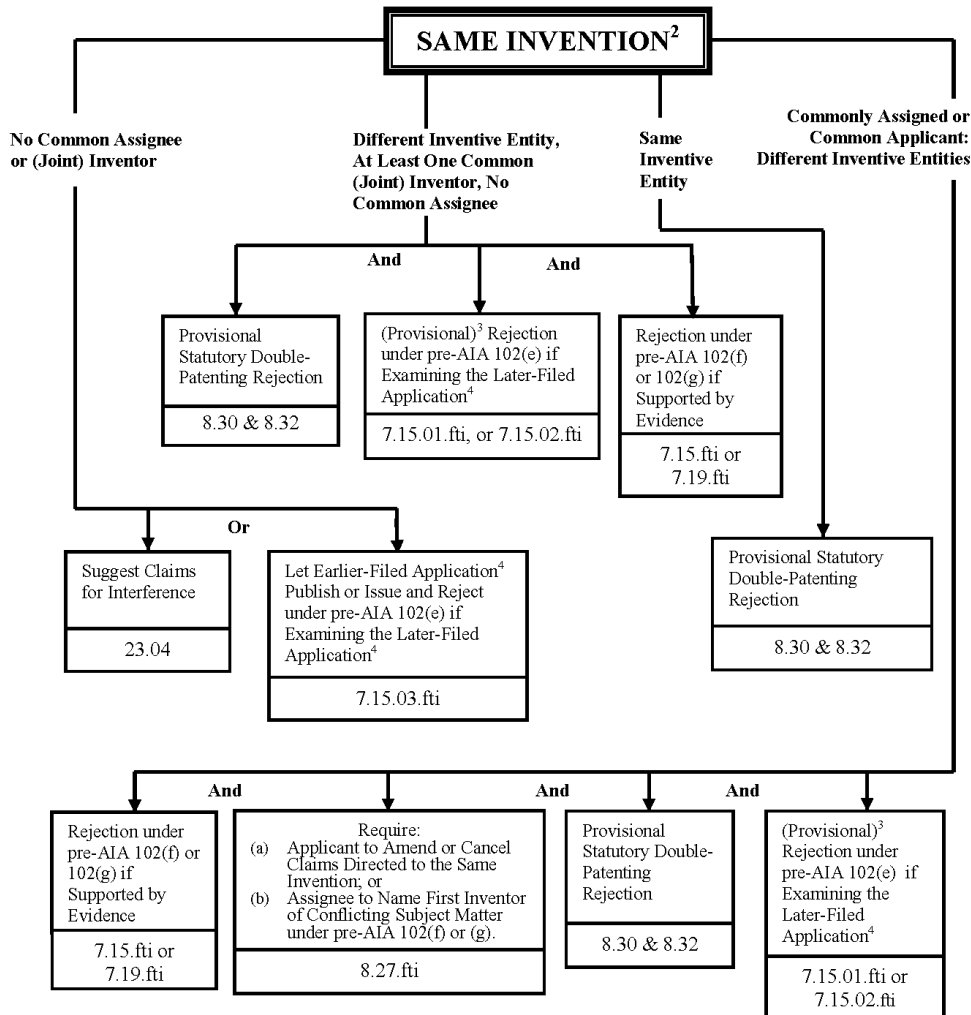 SAME INVENTION²
No Common Assignee
or (Joint) Inventor
Different Inventive Entity,
At Least One Common
(Joint) Inventor, No
Common Assignee
Same
Inventive
Entity
Commonly Assigned or
Common Applicant:
Different Inventive Entities
And
And
Provisional
Statutory Double-
Patenting Rejection
8.30 & 8.32
(Provisional)³ Rejection
under pre-AIA 102(e) if
Examining the Later-Filed
Application⁴
7.15.01.fti, or 7.15.02.fti
Rejection under
pre-AIA 102(f)
or 102(g) if
Supported by
Evidence
7.15.fti or
7.19.fti
Or
Suggest Claims
for Interference
23.04
Let Earlier-Filed Application⁴
Publish or Issue and Reject
under pre-AIA 102(e) if
Examining the Later-Filed
Application⁴
7.15.03.fti
Provisional Statutory
Double-Patenting
Rejection
8.30 & 8.32
And
And
And
Rejection under
pre-AIA 102(f) or
102(g) if
Supported by
Evidence
7.15.fti or
7.19.fti
Require:
(a) Applicant to Amend or Cancel
Claims Directed to the Same
Invention; or
(b) Assignee to Name First Inventor
of Conflicting Subject Matter
under pre-AIA 102(f) or (g).
8.27.fti
Provisional
Statutory Double-
Patenting
Rejection
8.30 & 8.32
(Provisional)³
Rejection under
pre-AIA 102(e) if
Examining the
Later-Filed
Application⁴
7.15.01.fti or
7.15.02.fti